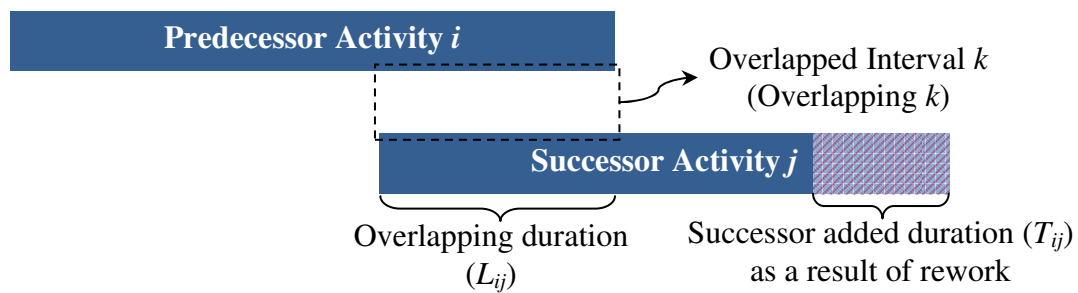 Predecessor Activity i
Overlapped Interval k
(Overlapping k)
Successor Activity j
Overlapping duration
(Lij)
Successor added duration (Tij)
as a result of rework